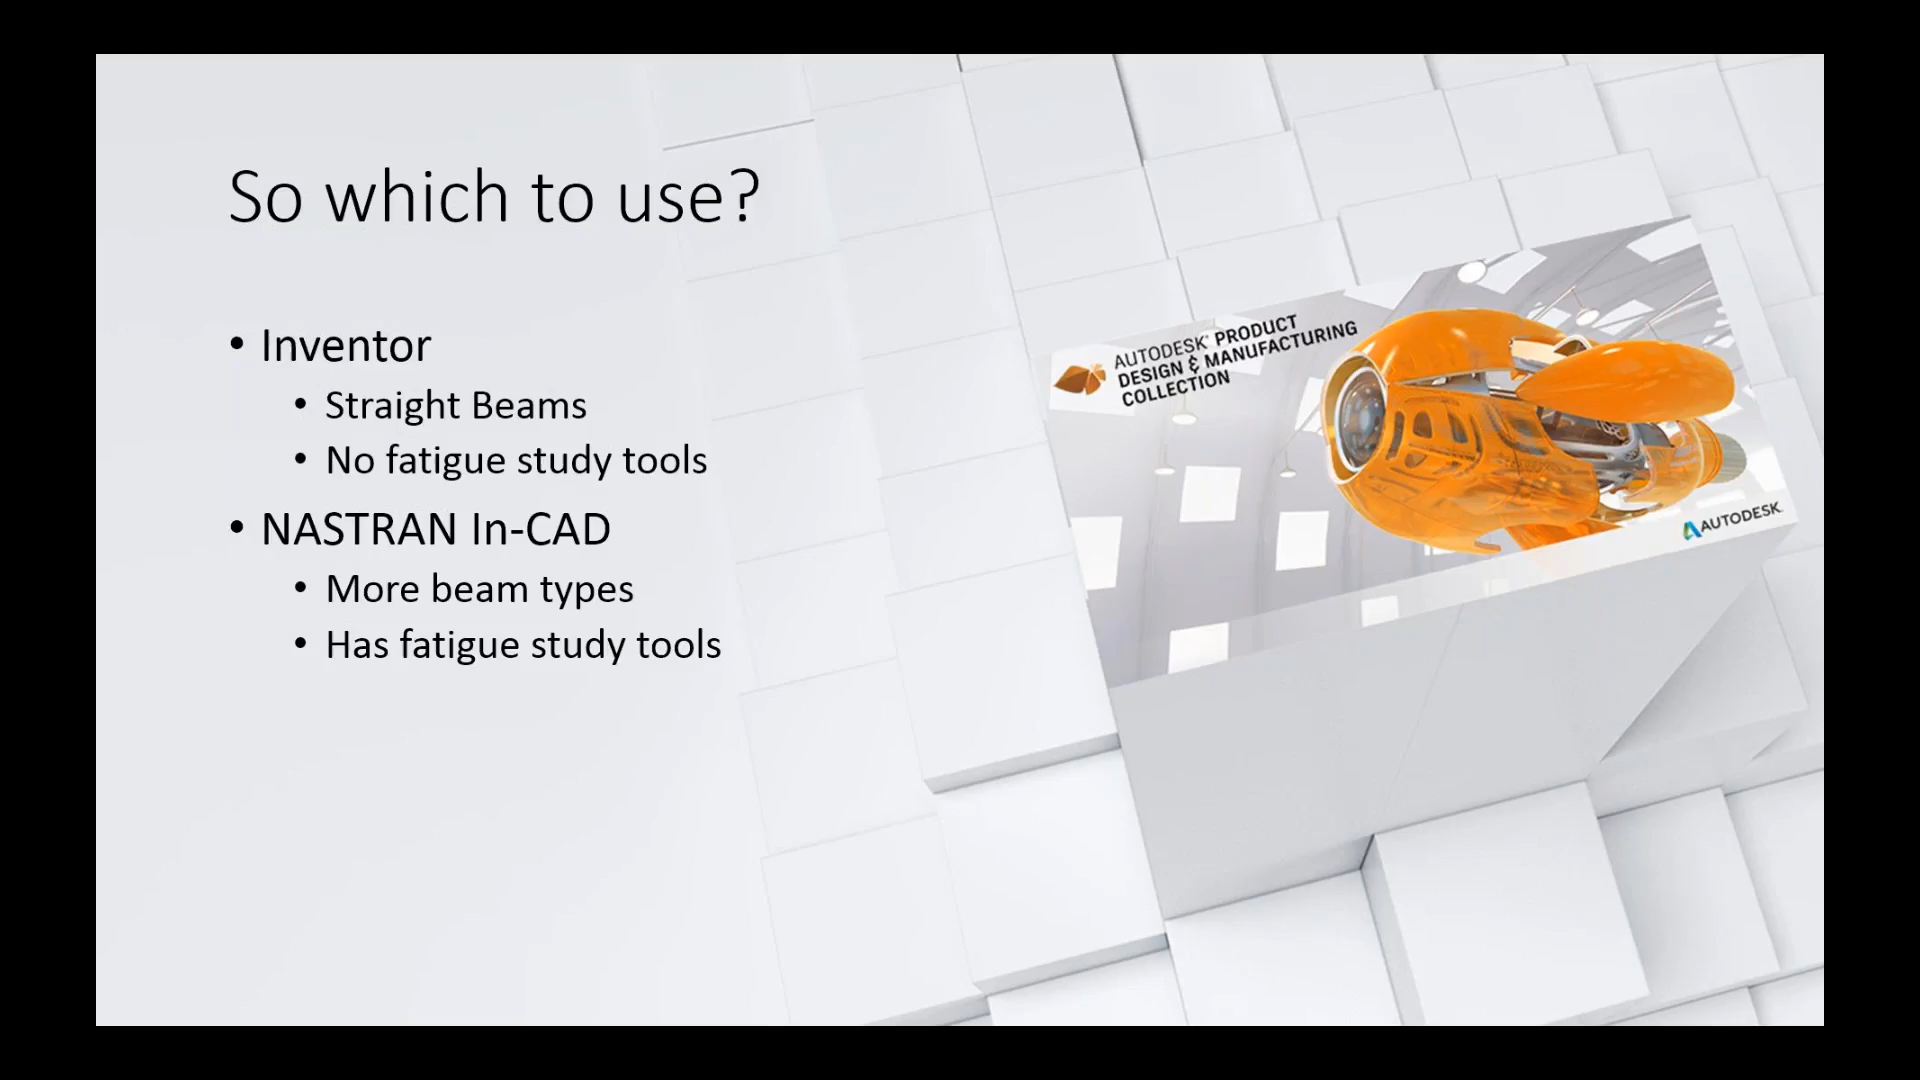 So which to use?
• Inventor
• Straight Beams
• No fatigue study tools
• NASTRAN In-CAD
• More beam types
• Has fatigue study tools
AUTODESK® PRODUCT
DESIGN & MANUFACTURING
COLLECTION
AUTODESK.